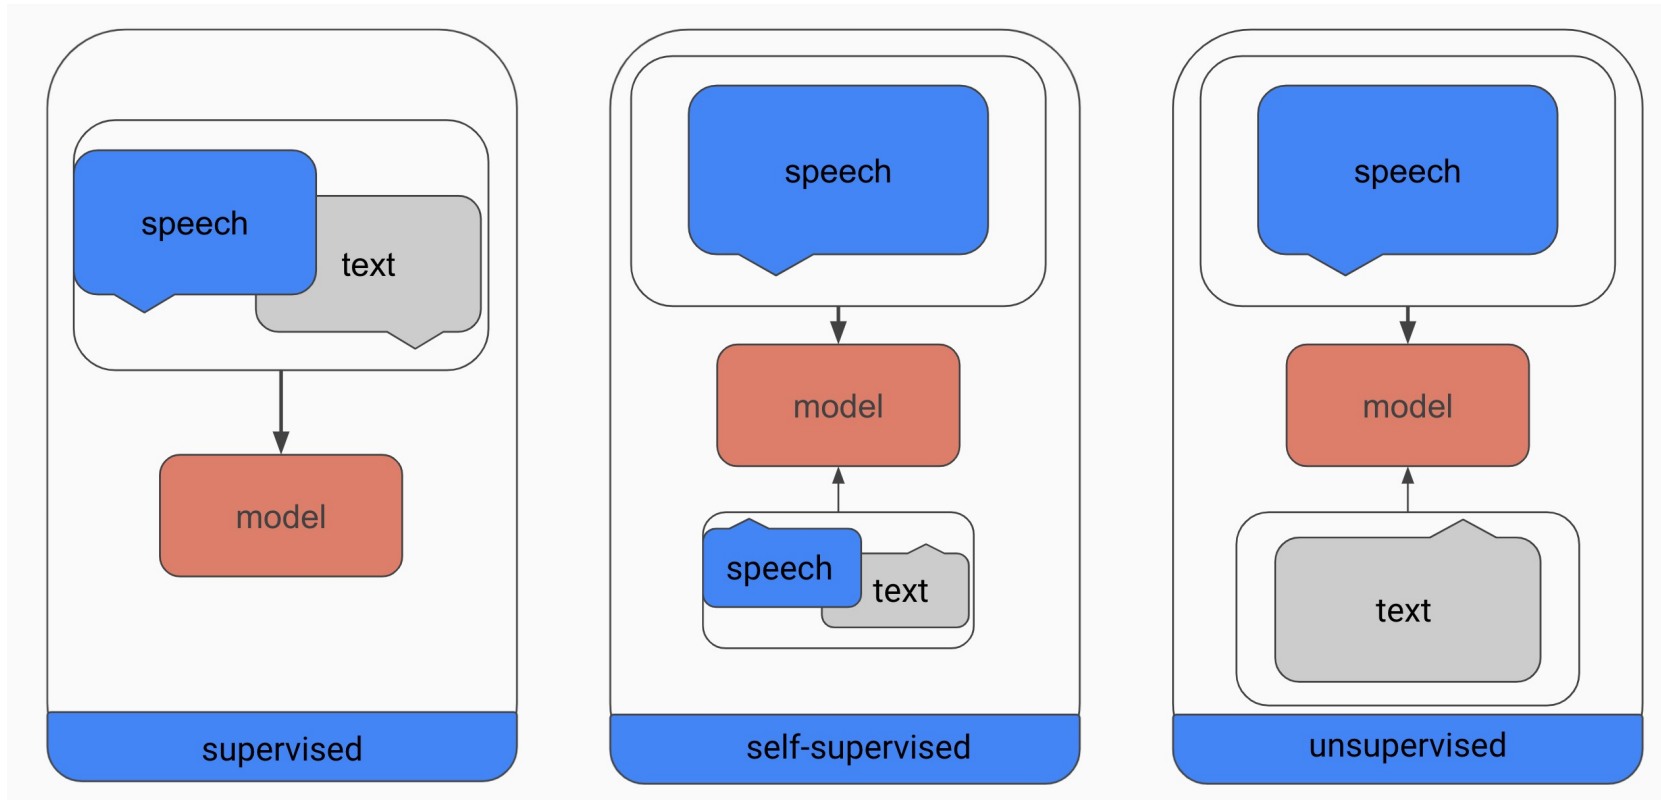 speech
text
model
supervised
speech
model
speech
text
self-supervised
speech
model
text
unsupervised